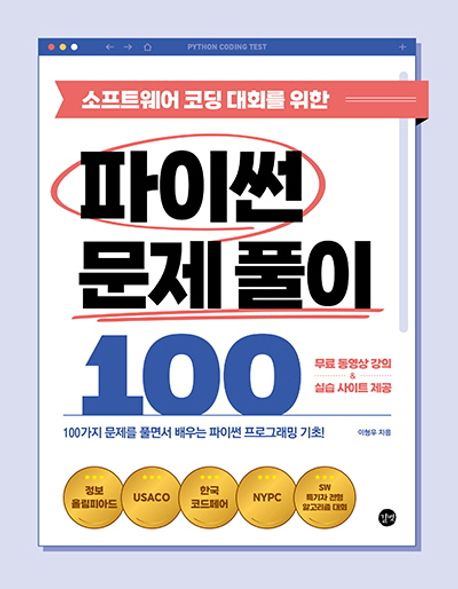 PYTHON CODING TEST
소프트웨어 코딩 대회를 위한
파이썬
문제 풀이
100
무료 동영상 강의
&
실습 사이트 제공
100가지 문제를 풀면서 배우는 파이썬 프로그래밍 기초!
이형우 지음
정보
올림피아드
USACO
한국
코드페어
NYPC
SW
특기자 전형
알고리즘 대회
길벗